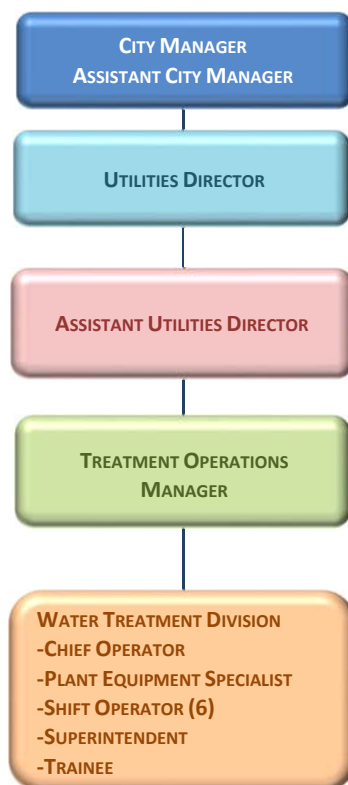 CITY MANAGER
ASSISTANT CITY MANAGER
UTILITIES DIRECTOR
ASSISTANT UTILITIES DIRECTOR
TREATMENT OPERATIONS
MANAGER
WATER TREATMENT DIVISION
-CHIEF OPERATOR
-PLANT EQUIPMENT SPECIALIST
-SHIFT OPERATOR (6)
-SUPERINTENDENT
-TRAINEE